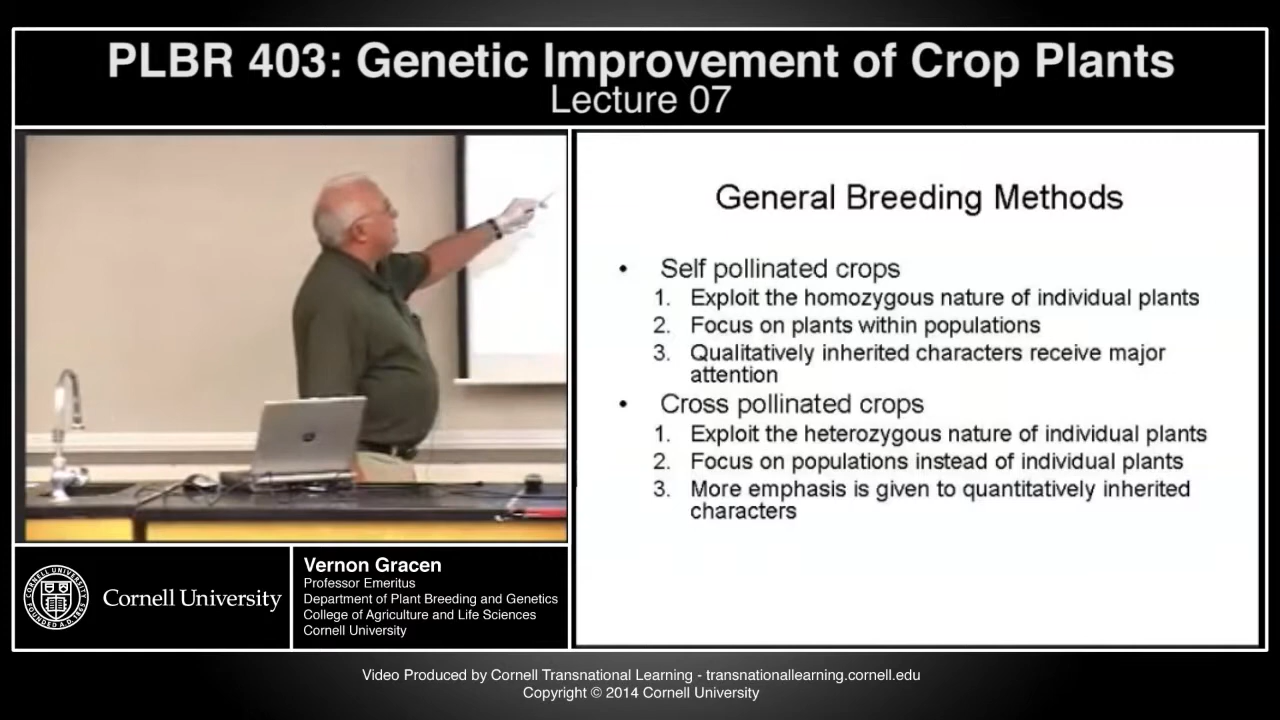 PLBR 403: Genetic Improvement of Crop Plants
Lecture 07
General Breeding Methods
• Self pollinated crops
1. Exploit the homozygous nature of individual plants
2. Focus on plants within populations
3. Qualitatively inherited characters receive major
attention
• Cross pollinated crops
1. Exploit the heterozygous nature of individual plants
2. Focus on populations instead of individual plants
3. More emphasis is given to quantitatively inherited
characters
Cornell University
Vernon Gracen
Professor Emeritus
Department of Plant Breeding and Genetics
College of Agriculture and Life Sciences
Cornell University
Video Produced by Cornell Transnational Learning - transnationallearning.cornell.edu
Copyright © 2014 Cornell University